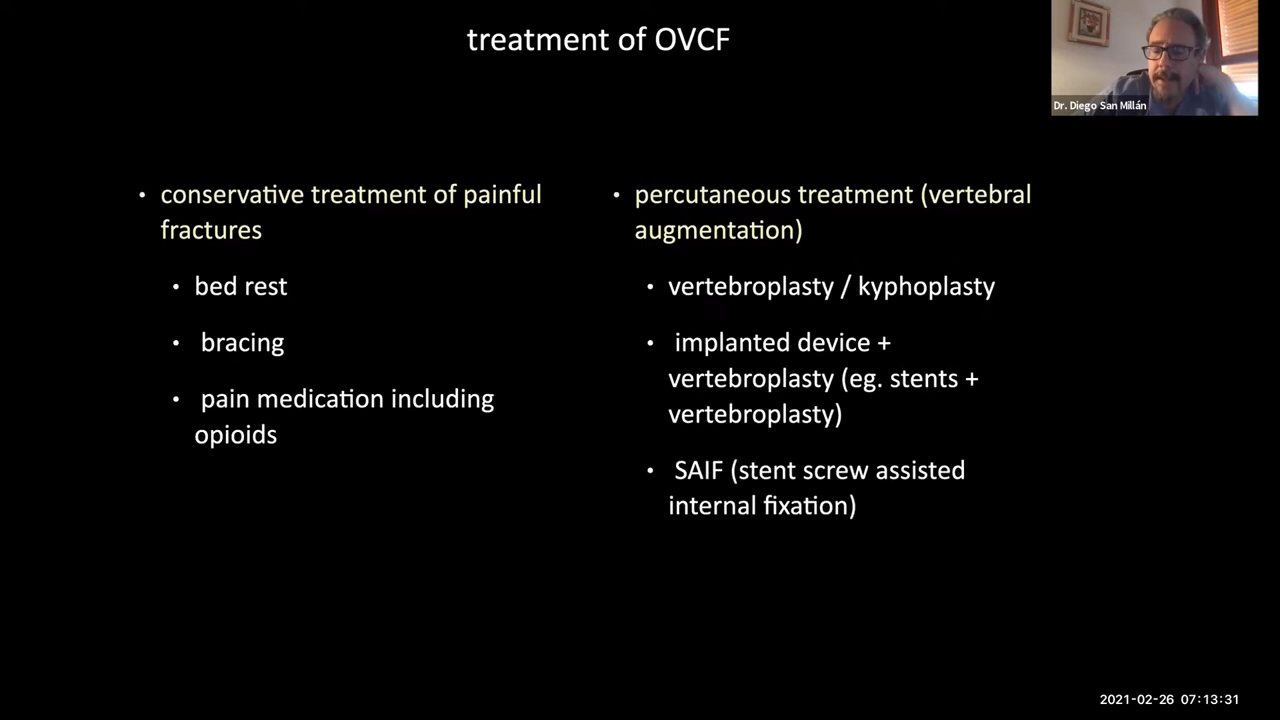 treatment of OVCF
Dr. Diego San Millán
• conservative treatment of painful
fractures
• bed rest
• bracing
• pain medication including
opioids
• percutaneous treatment (vertebral
augmentation)
• vertebroplasty / kyphoplasty
• implanted device +
vertebroplasty (eg. stents +
vertebroplasty)
• SAIF (stent screw assisted
internal fixation)
2021-02-26 07:13:31